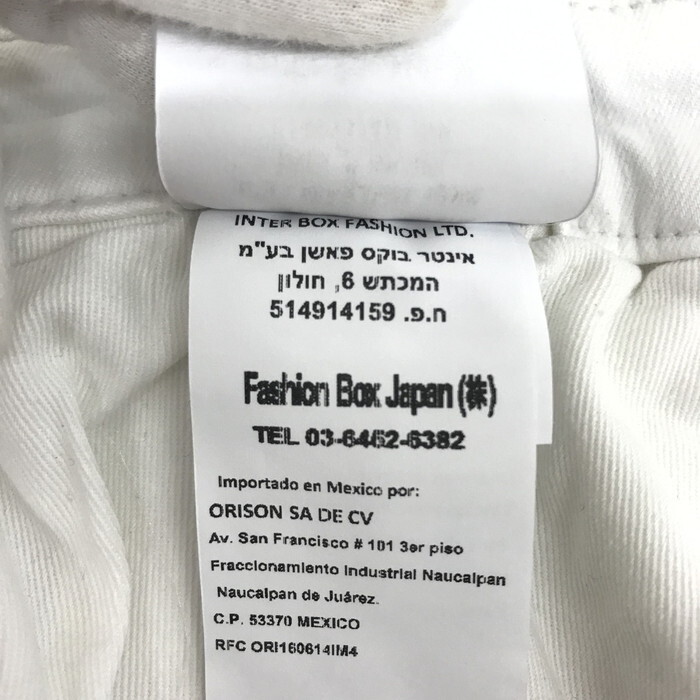 INTER BOX FASHION LTD.
אינטר בוקס פאשן בע"מ
המכתש 6, חולון
ח.פ. 514914159
Fashion Box Japan (株)
TEL 03-6462-6382
Importado en Mexico por:
ORISON SA DE CV
Av. San Francisco # 101 3er piso
Fraccionamiento Industrial Naucalpan
Naucalpan de Juárez.
C.P. 53370 MEXICO
RFC ORI160614IM4